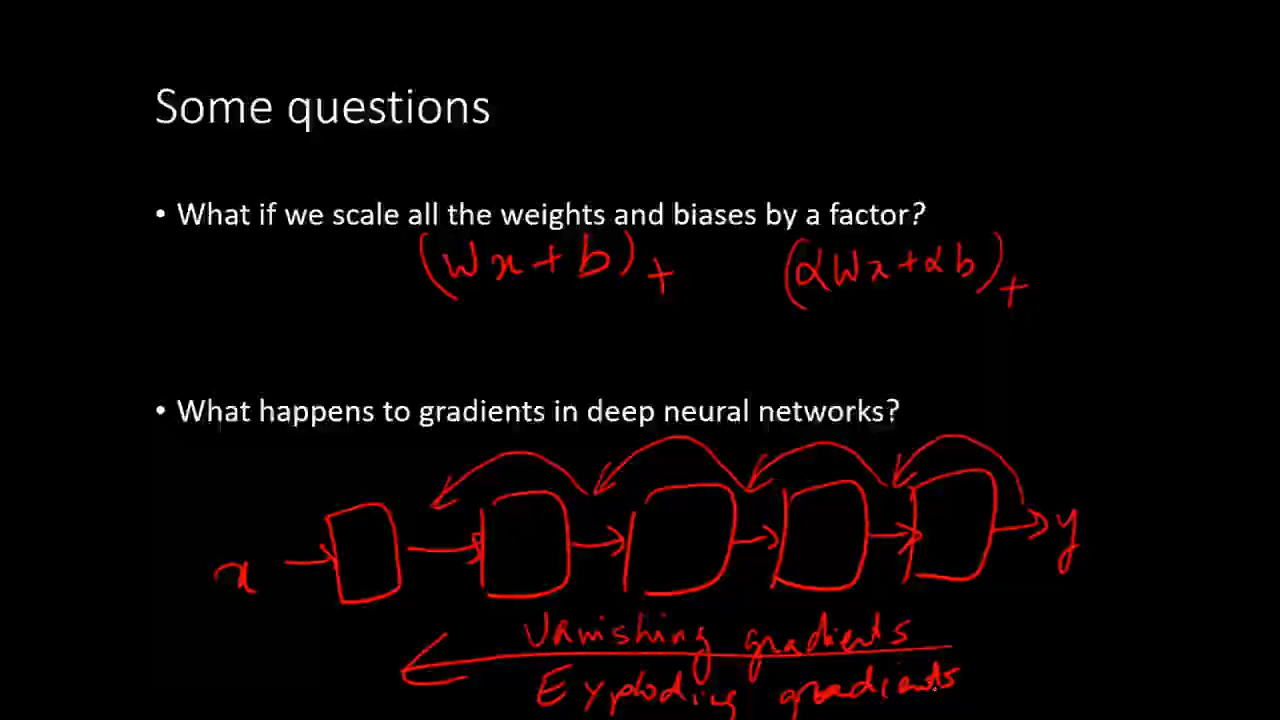 Some questions
• What if we scale all the weights and biases by a factor?
(Wx + b)+ (αWx + αb)+
• What happens to gradients in deep neural networks?
x y
Vanishing gradients
Exploding gradients